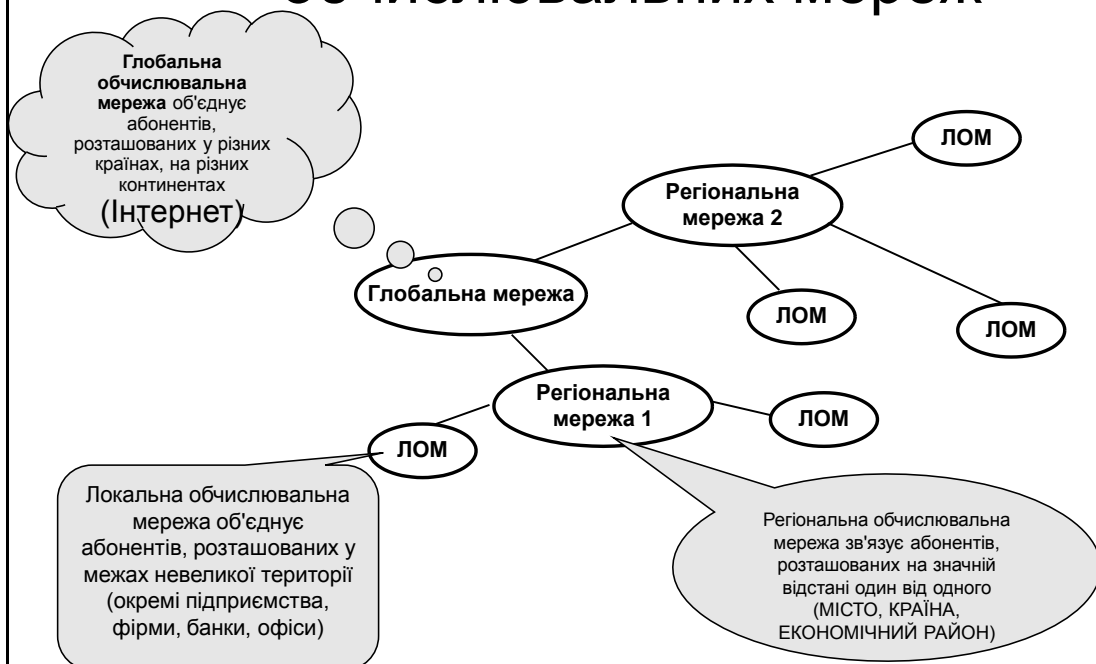 обчислювальних мереж
Глобальна
обчислювальна
мережа об'єднує
абонентів,
розташованих у різних
країнах, на різних
континентах
(Інтернет)
ЛОМ
Регіональна
мережа 2
Глобальна мережа
ЛОМ
ЛОМ
Регіональна
мережа 1
ЛОМ
ЛОМ
Локальна обчислювальна
мережа об'єднує
абонентів, розташованих у
межах невеликої території
(окремі підприємства,
фірми, банки, офіси)
Регіональна обчислювальна
мережа зв'язує абонентів,
розташованих на значній
відстані один від одного
(МІСТО, КРАЇНА,
ЕКОНОМІЧНИЙ РАЙОН)